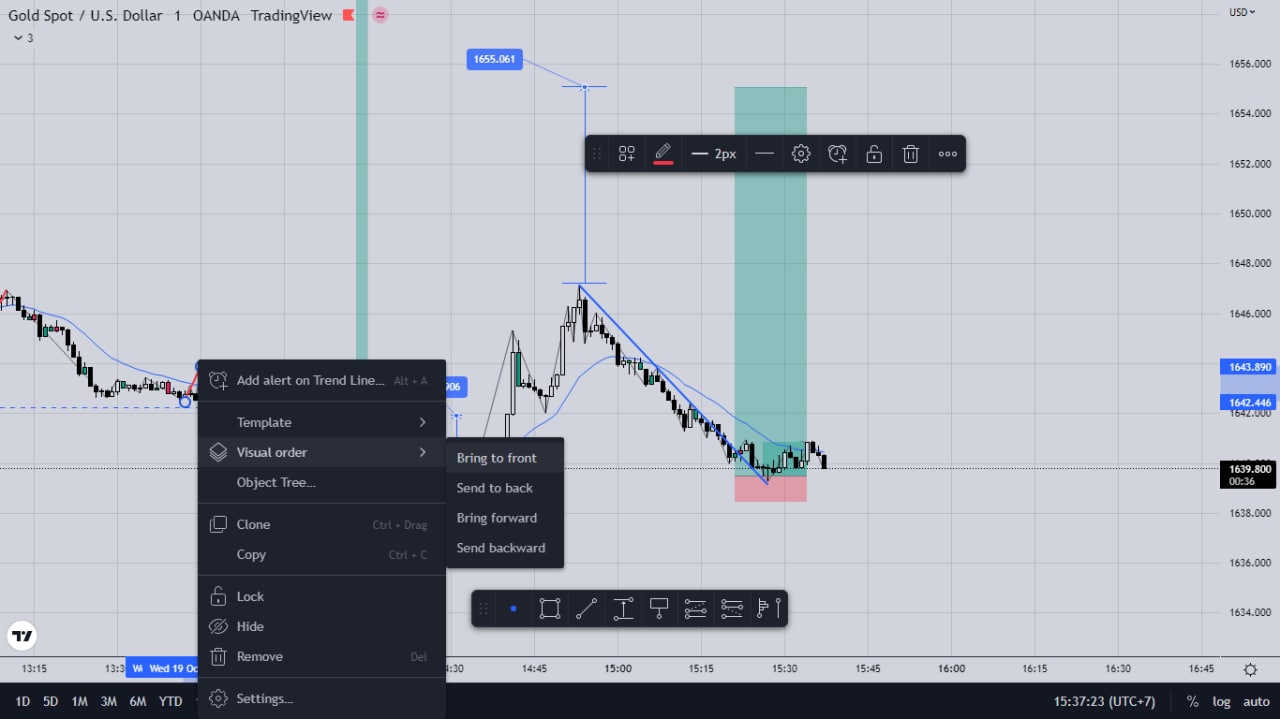 Gold Spot / U.S. Dollar · 1 · OANDA · TradingView
3
USD
1655.061
1656.000
1654.000
2px
1652.000
1650.000
1648.000
1646.000
1643.890
1642.446
1642.000
1639.800
00:36
1638.000
1636.000
1634.000
906
Add alert on Trend Line... Alt + A
Template
Visual order
Object Tree...
Clone Ctrl + Drag
Copy Ctrl + C
Lock
Hide
Remove Del
Settings...
Bring to front
Send to back
Bring forward
Send backward
13:15 Wed 19 Oc 14:45 15:00 15:15 15:30 15:45 16:00 16:15 16:30 16:45
1D 5D 1M 3M 6M YTD 15:37:23 (UTC+7) % log auto